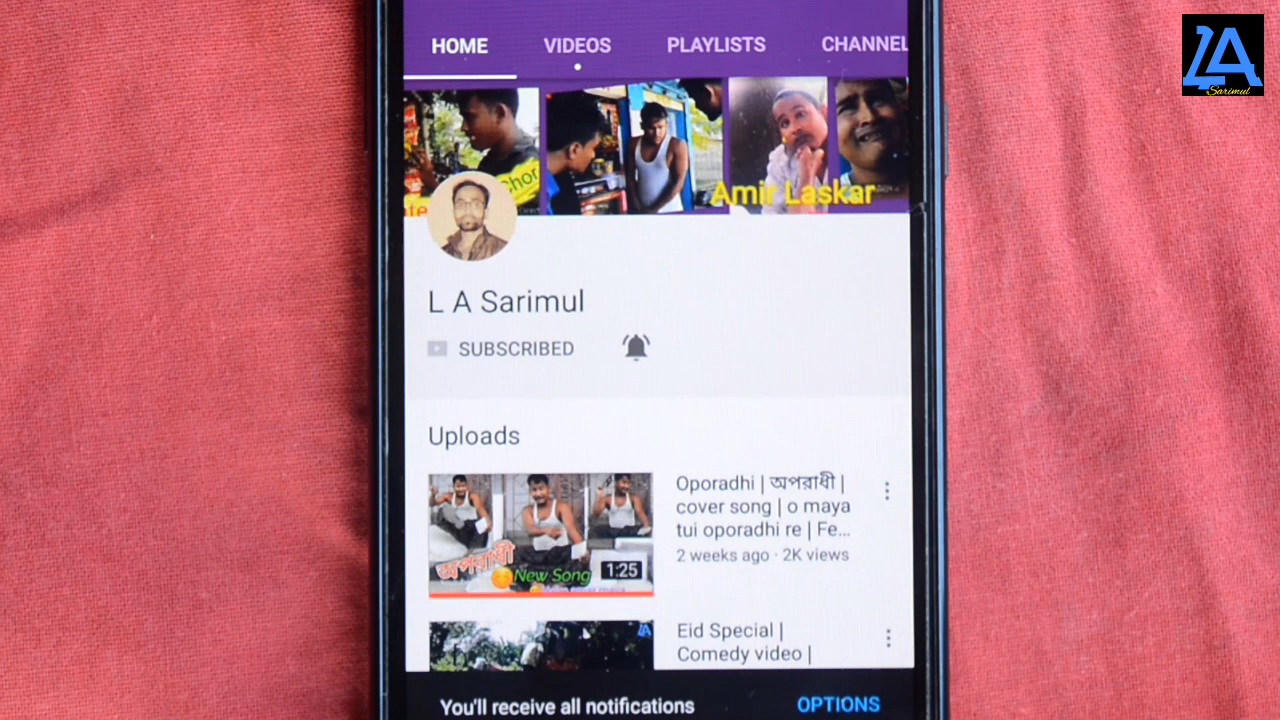 LA
Sarimul
HOME VIDEOS PLAYLISTS CHANNEL
Chor
Amir Laskar
L A Sarimul
SUBSCRIBED
Uploads
অপরাধী
New Song
1:25
Oporadhi | অপরাধী |
cover song | o maya
tui oporadhi re | Fe...
2 weeks ago · 2K views
LA
Eid Special |
Comedy video |
You'll receive all notifications OPTIONS